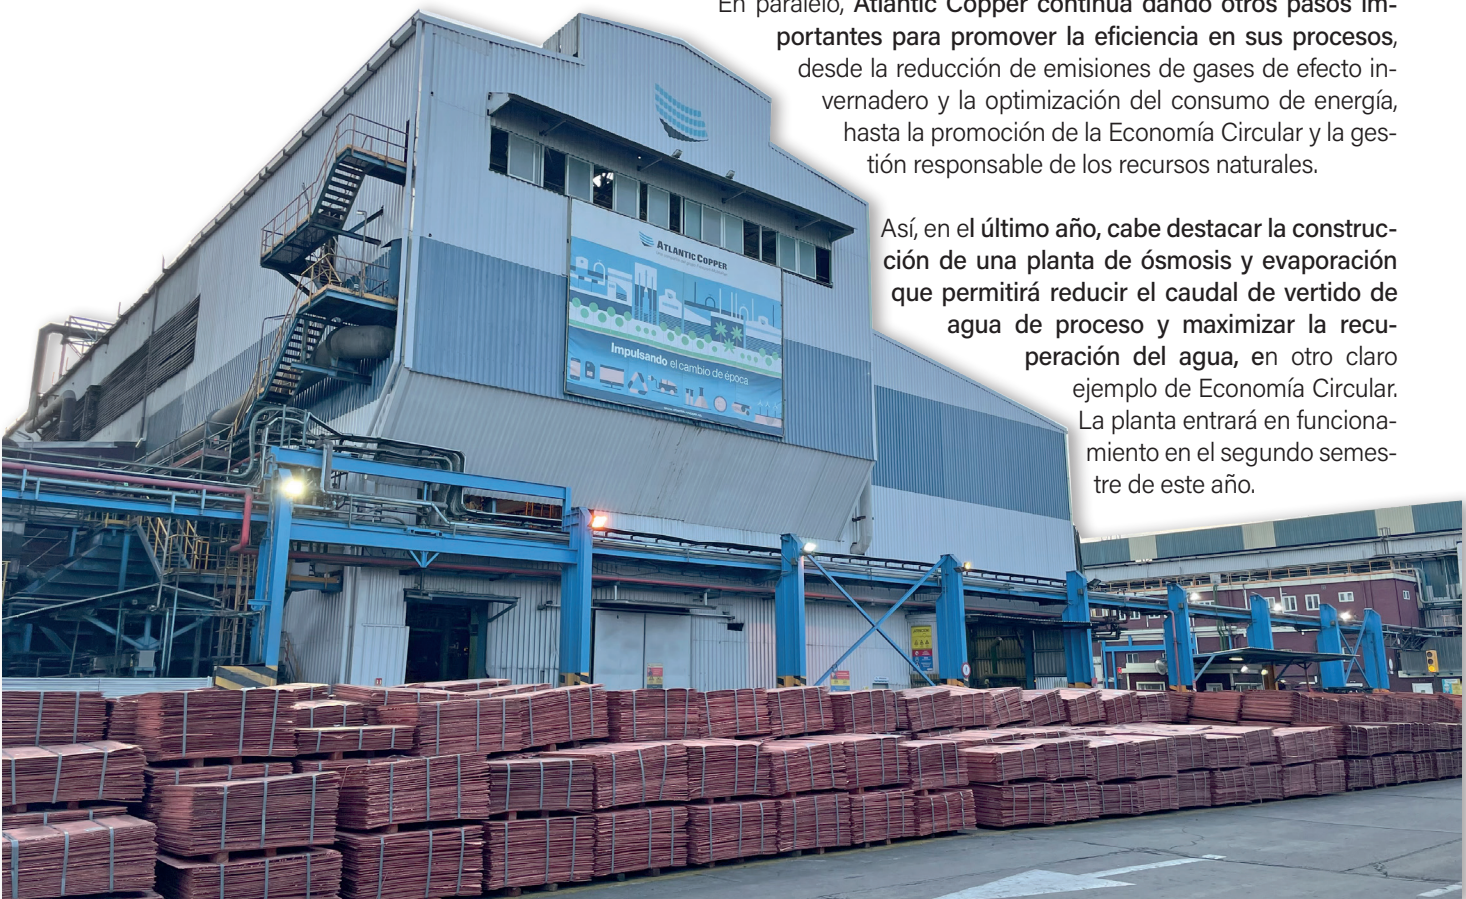 En paralelo, Atlantic Copper continúa dando otros pasos im-
portantes para promover la eficiencia en sus procesos,
desde la reducción de emisiones de gases de efecto in-
vernadero y la optimización del consumo de energía,
hasta la promoción de la Economía Circular y la ges-
tión responsable de los recursos naturales.
Así, en el último año, cabe destacar la construc-
ción de una planta de ósmosis y evaporación
que permitirá reducir el caudal de vertido de
agua de proceso y maximizar la recu-
peración del agua, en otro claro
ejemplo de Economía Circular.
La planta entrará en funciona-
miento en el segundo semes-
tre de este año.
ATLANTIC COPPER
Impulsando el cambio de época